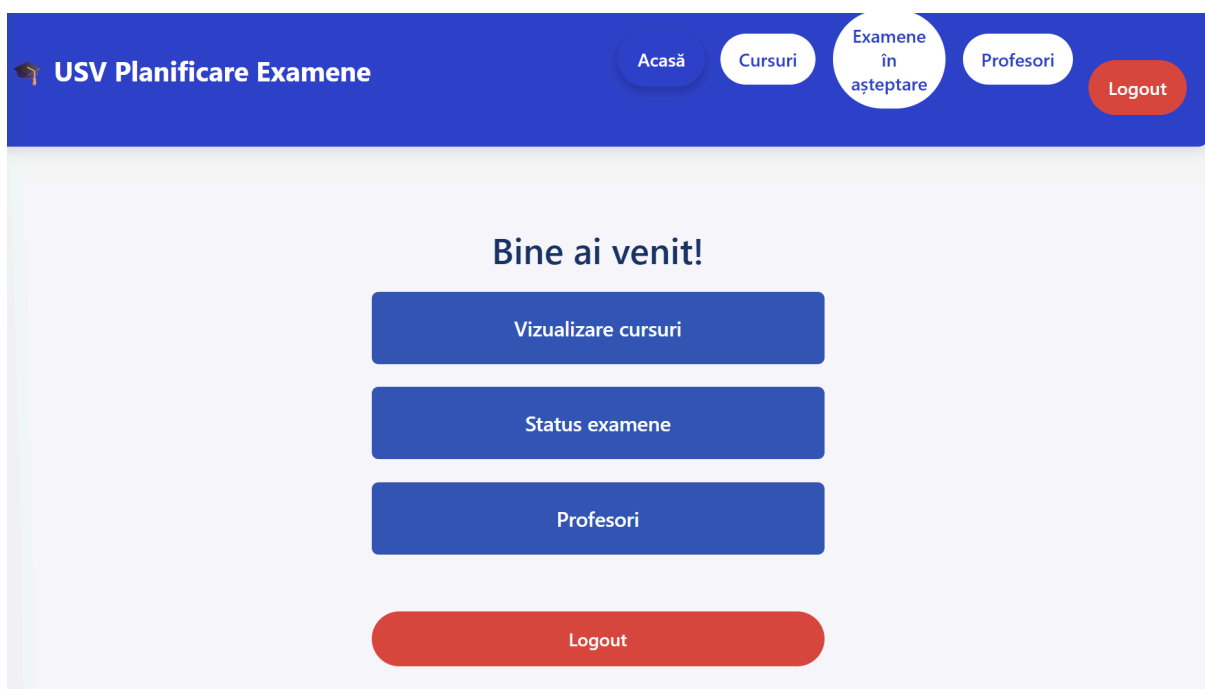 USV Planificare Examene
Acasă
Cursuri
Examene
în
așteptare
Profesori
Logout
Bine ai venit!
Vizualizare cursuri
Status examene
Profesori
Logout